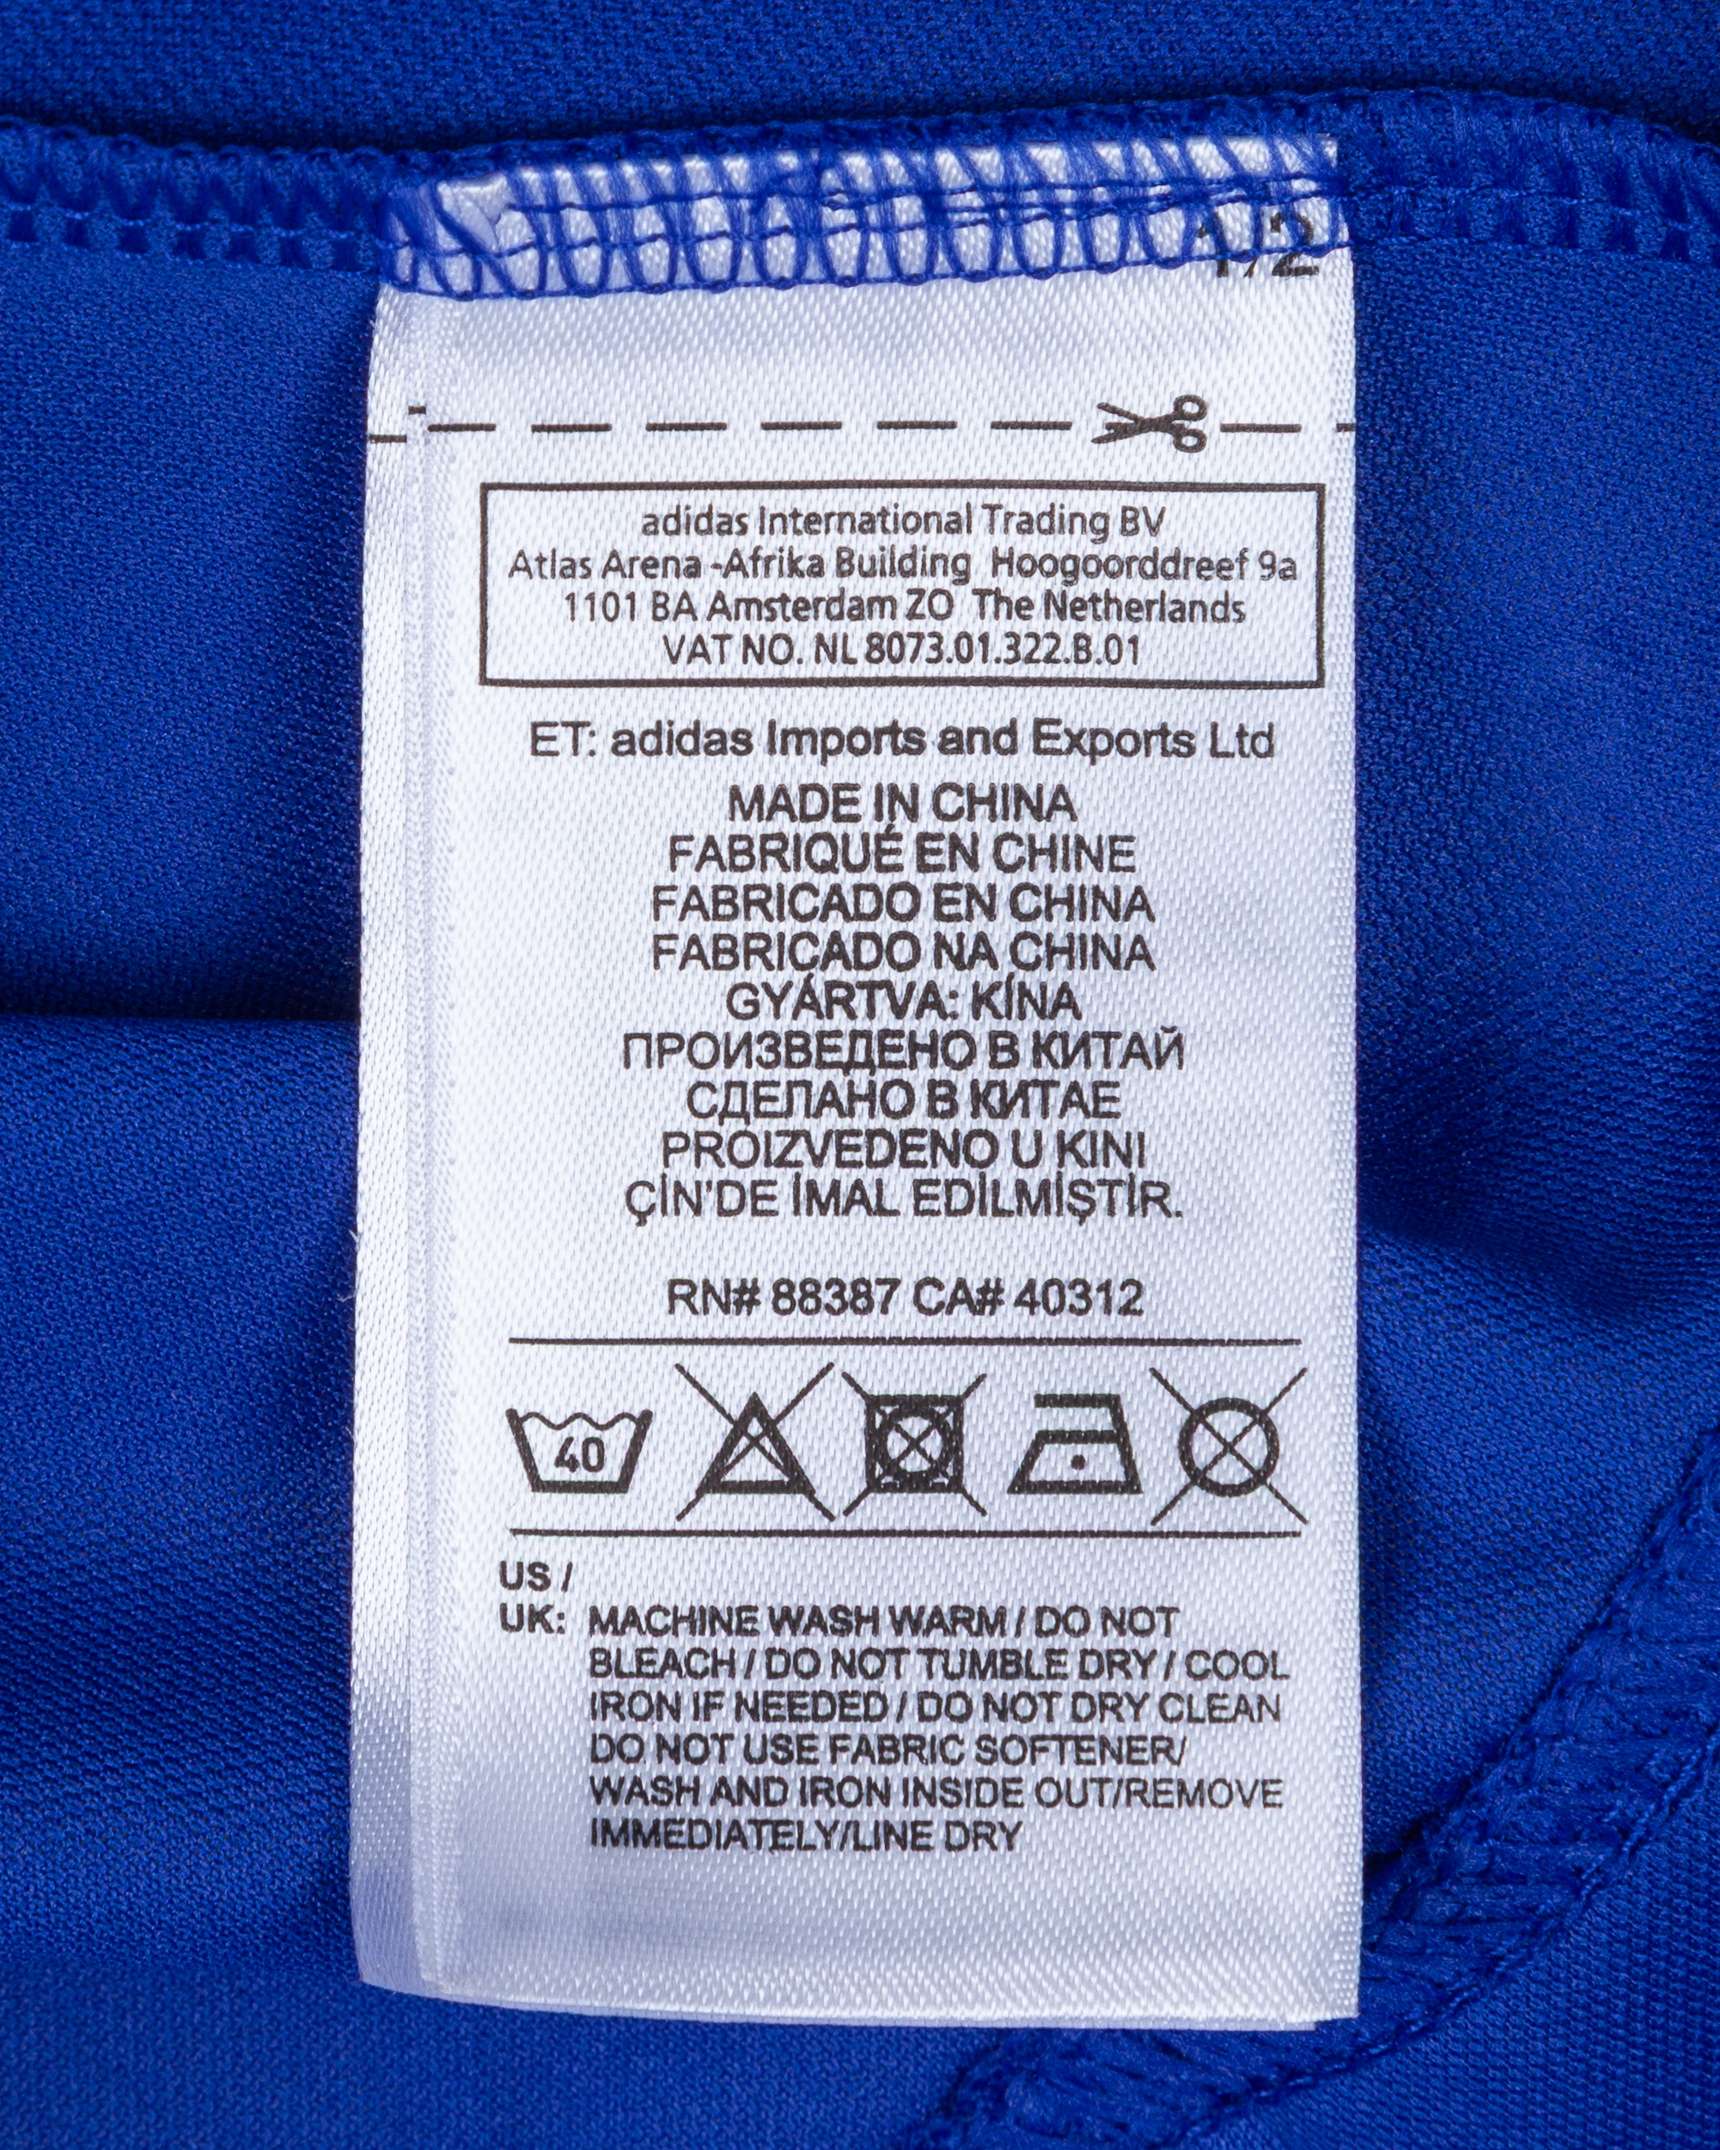 1/2
adidas International Trading BV
Atlas Arena -Afrika Building Hoogoorddreef 9a
1101 BA Amsterdam ZO The Netherlands
VAT NO. NL 8073.01.322.B.01
ET: adidas Imports and Exports Ltd
MADE IN CHINA
FABRIQUÉ EN CHINE
FABRICADO EN CHINA
FABRICADO NA CHINA
GYÁRTVA: KÍNA
ПРОИЗВЕДЕНО В КИТАЙ
СДЕЛАНО В КИТАЕ
PROIZVEDENO U KINI
ÇİN'DE İMAL EDİLMİŞTİR.
RN# 88387 CA# 40312
40
US /
UK: MACHINE WASH WARM / DO NOT
BLEACH / DO NOT TUMBLE DRY / COOL
IRON IF NEEDED / DO NOT DRY CLEAN
DO NOT USE FABRIC SOFTENER/
WASH AND IRON INSIDE OUT/REMOVE
IMMEDIATELY/LINE DRY